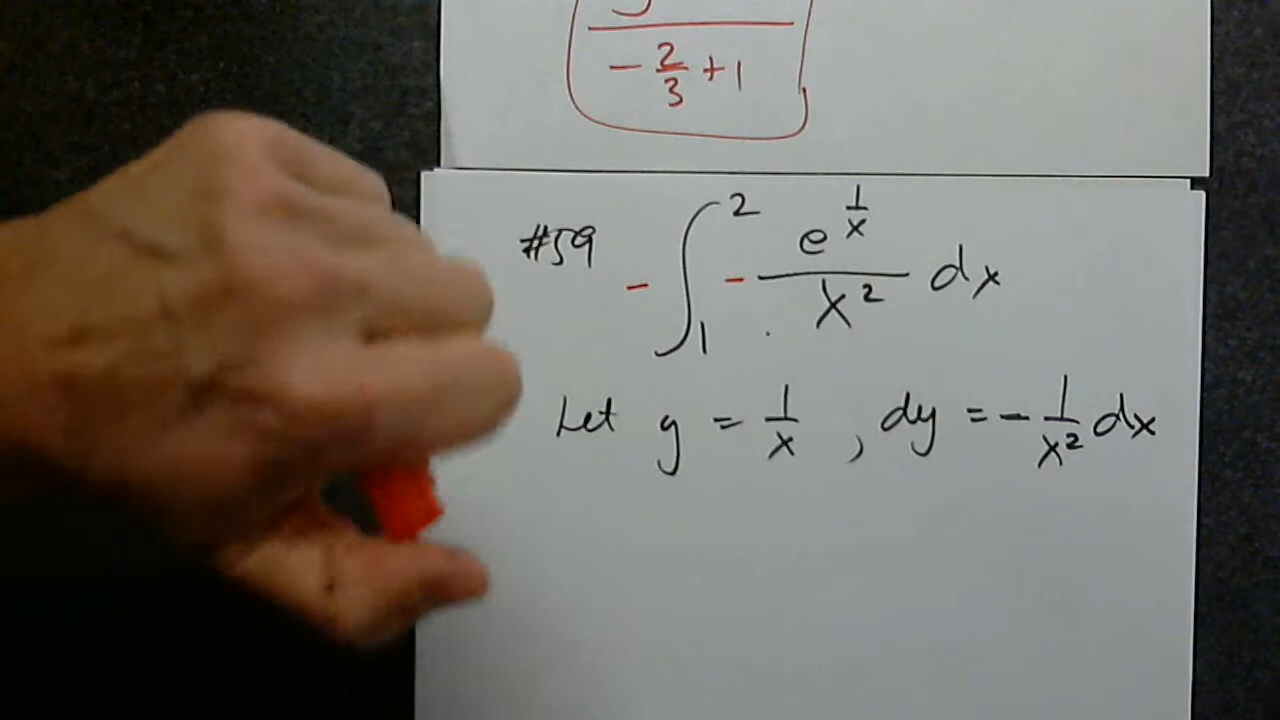 - 2/3 + 1
#59 - ∫₁² - e^(1/x) / x² dx
Let y = 1/x , dy = - 1/x² dx